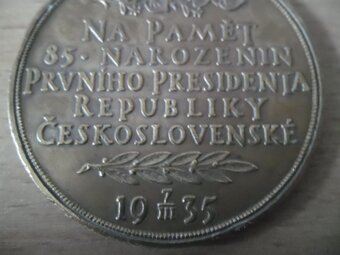 NA PAMĚŤ
85. NAROZENIN
PRVNÍHO PRESIDENTA
REPUBLIKY
ČESKOSLOVENSKÉ
19 7/III 35